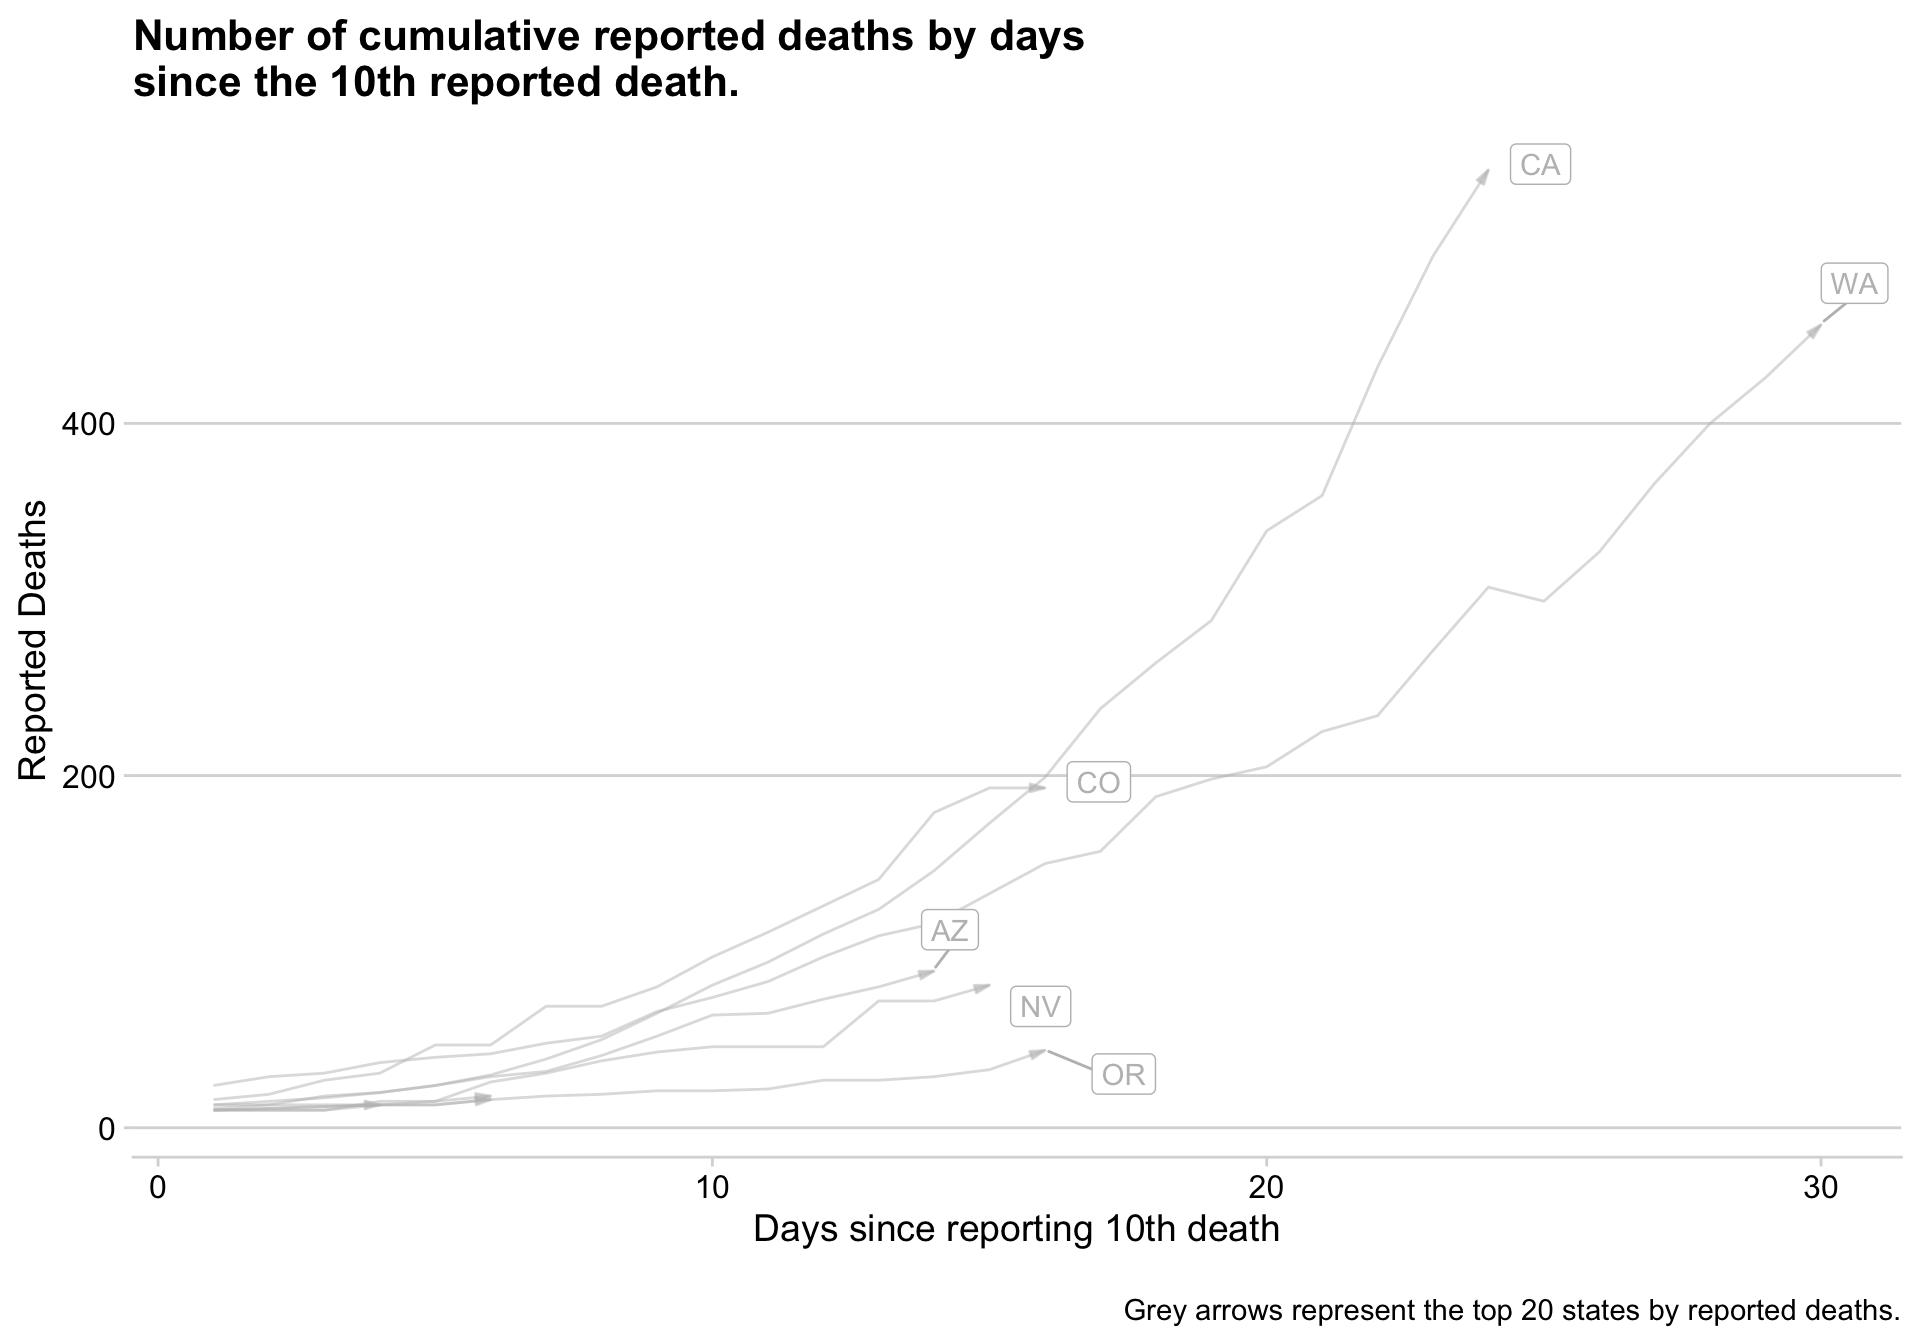 Number of cumulative reported deaths by days
since the 10th reported death.
CA
WA
400
Reported Deaths
200
CO
AZ
NV
OR
0
0 10 20 30
Days since reporting 10th death
Grey arrows represent the top 20 states by reported deaths.